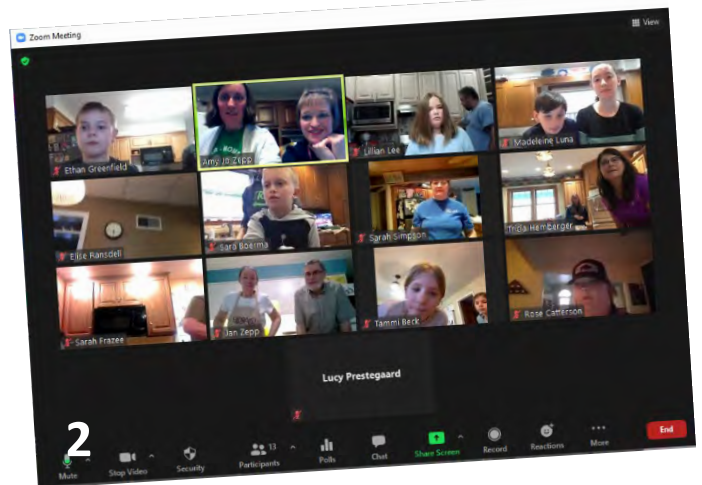 Zoom Meeting
View
Ethan Greenfield
Amy Jo Zepp
Lillian Lee
Madeleine Luna
Elise Ransdell
Sara Boerma
Sarah Simpson
Tricia Hemberger
Sarah Frazee
Jan Zepp
Tammi Beck
Rose Catterson
Lucy Prestegaard
2
Mute
Stop Video
Security
13
Participants
Polls
Chat
Share Screen
Record
Reactions
More
End